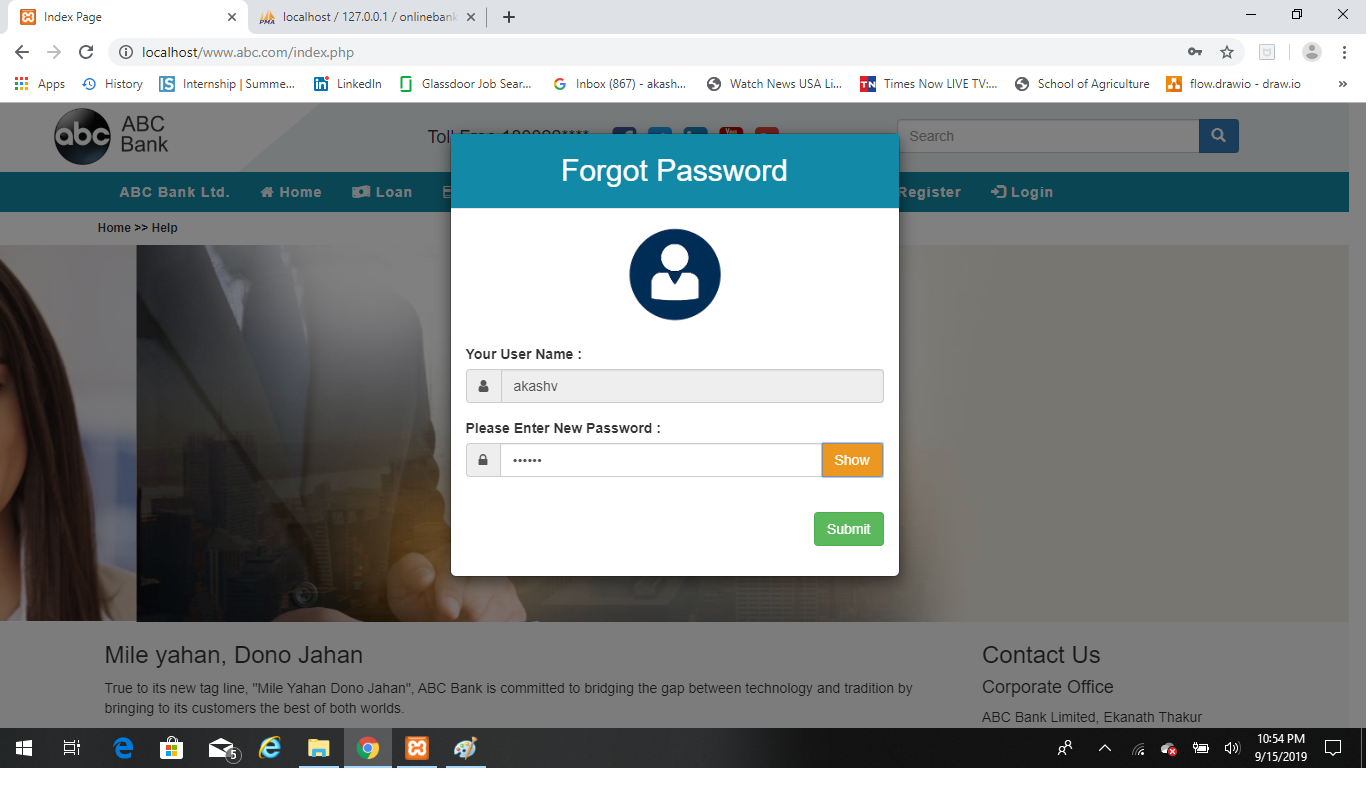 Index Page
localhost / 127.0.0.1 / onlinebank
localhost/www.abc.com/index.php
Apps
History
Internship | Summe...
LinkedIn
Glassdoor Job Sear...
Inbox (867) - akash...
Watch News USA Li...
TN
Times Now LIVE TV:...
School of Agriculture
flow.drawio - draw.io
»
abc
ABC
Bank
Search
Forgot Password
ABC Bank Ltd.
Home
Loan
Register
Login
Home >> Help
Your User Name :
akashv
Please Enter New Password :
••••••
Show
Submit
Mile yahan, Dono Jahan
True to its new tag line, "Mile Yahan Dono Jahan", ABC Bank is committed to bridging the gap between technology and tradition by
bringing to its customers the best of both worlds.
Contact Us
Corporate Office
ABC Bank Limited, Ekanath Thakur
5
10:54 PM
9/15/2019